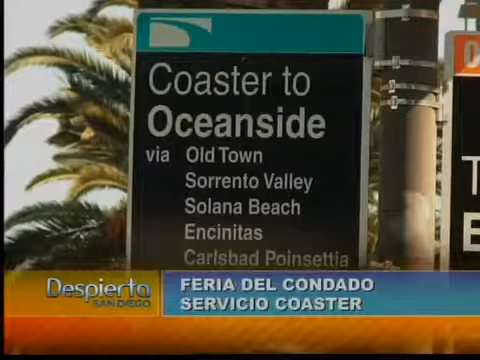 Coaster to
Oceanside
via Old Town
Sorrento Valley
Solana Beach
Encinitas
Carlsbad Poinsettia
Despierta
SAN DIEGO
FERIA DEL CONDADO
SERVICIO COASTER